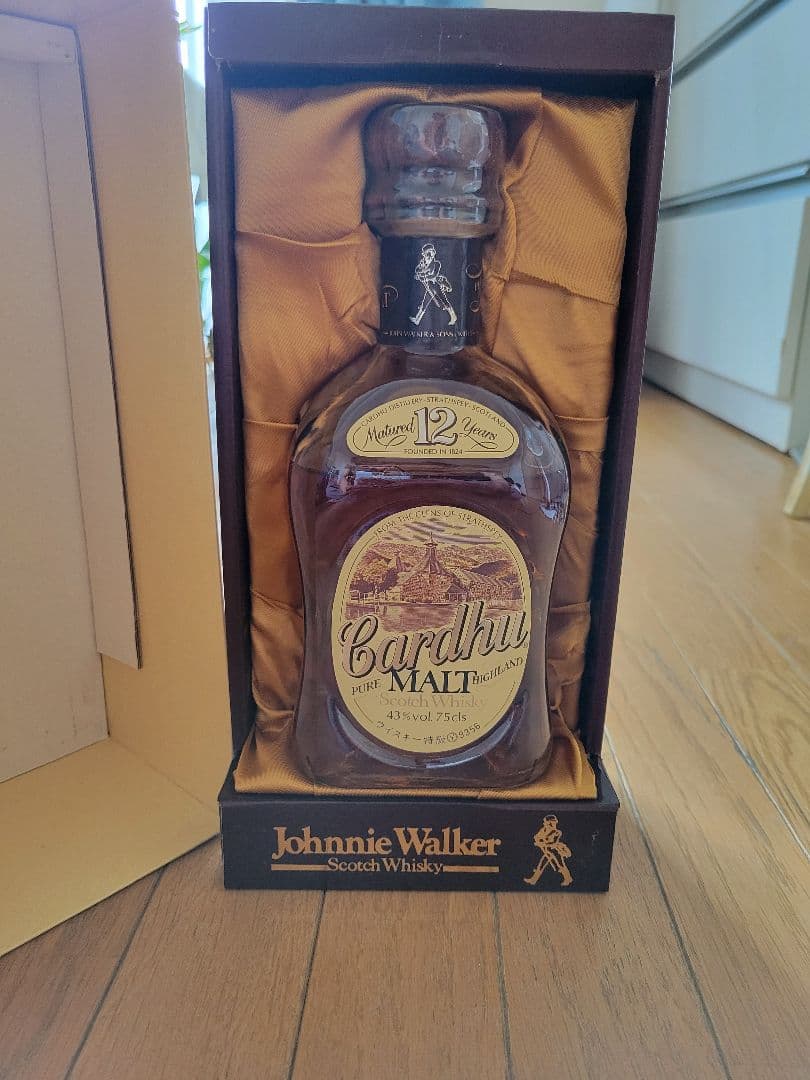 JOHN WALKER & SONS
CARDHU DISTILLERY·STRATHSPEY·SCOTLAND
Matured 12 Years
FOUNDED IN 1824
FROM THE GLENS OF STRATHSPEY
Cardhu
PURE MALT HIGHLAND
Scotch Whisky
43%vol. 75cls
ウイスキー特級
Johnnie Walker
Scotch Whisky